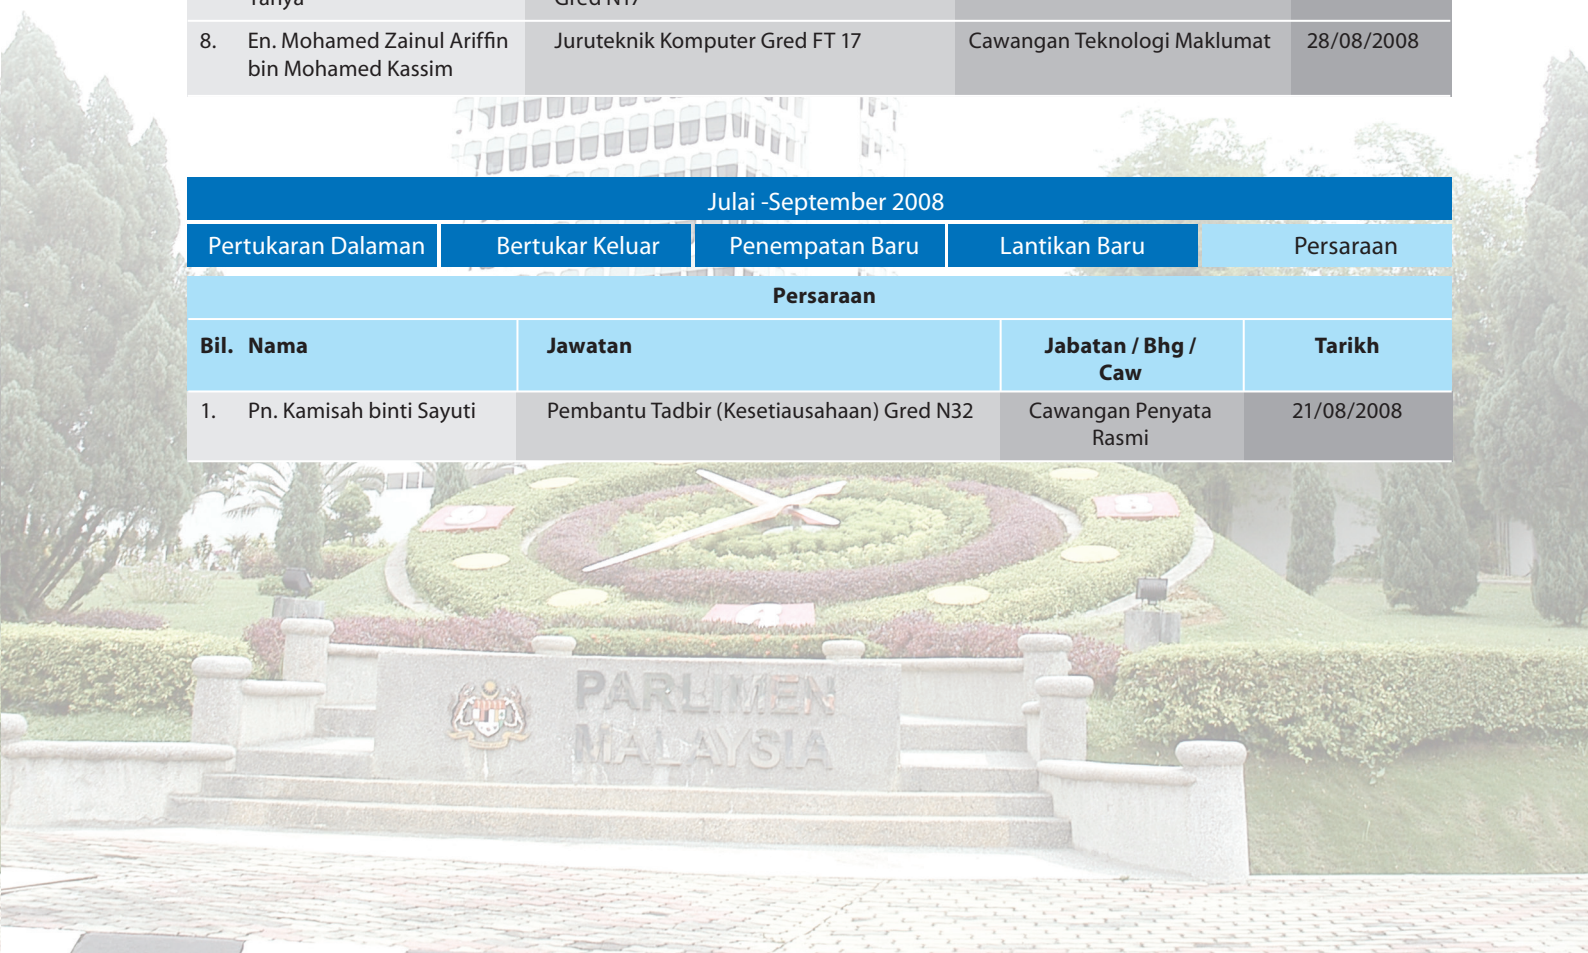 Tanya Gred N17
8. En. Mohamed Zainul Ariffin Juruteknik Komputer Gred FT 17 Cawangan Teknologi Maklumat 28/08/2008
bin Mohamed Kassim
Julai -September 2008
Pertukaran Dalaman Bertukar Keluar Penempatan Baru Lantikan Baru Persaraan
Persaraan
Bil. Nama Jawatan Jabatan / Bhg / Tarikh
Caw
1. Pn. Kamisah binti Sayuti Pembantu Tadbir (Kesetiausahaan) Gred N32 Cawangan Penyata 21/08/2008
Rasmi
PARLIMEN
MALAYSIA